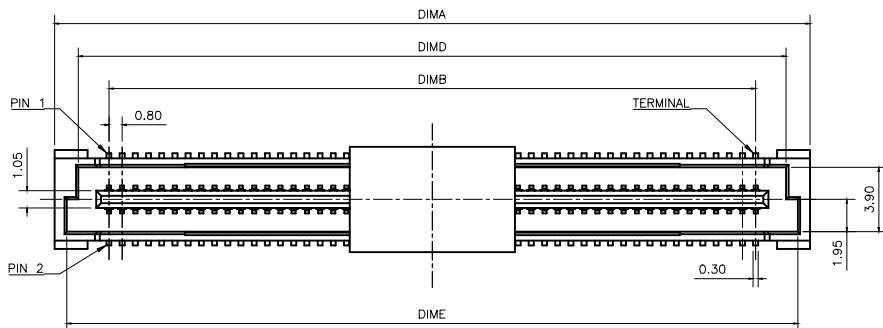 DIMA
DIMD
DIMB
PIN 1
0.80
TERMINAL
1.05
3.90
1.95
PIN 2
0.30
DIME